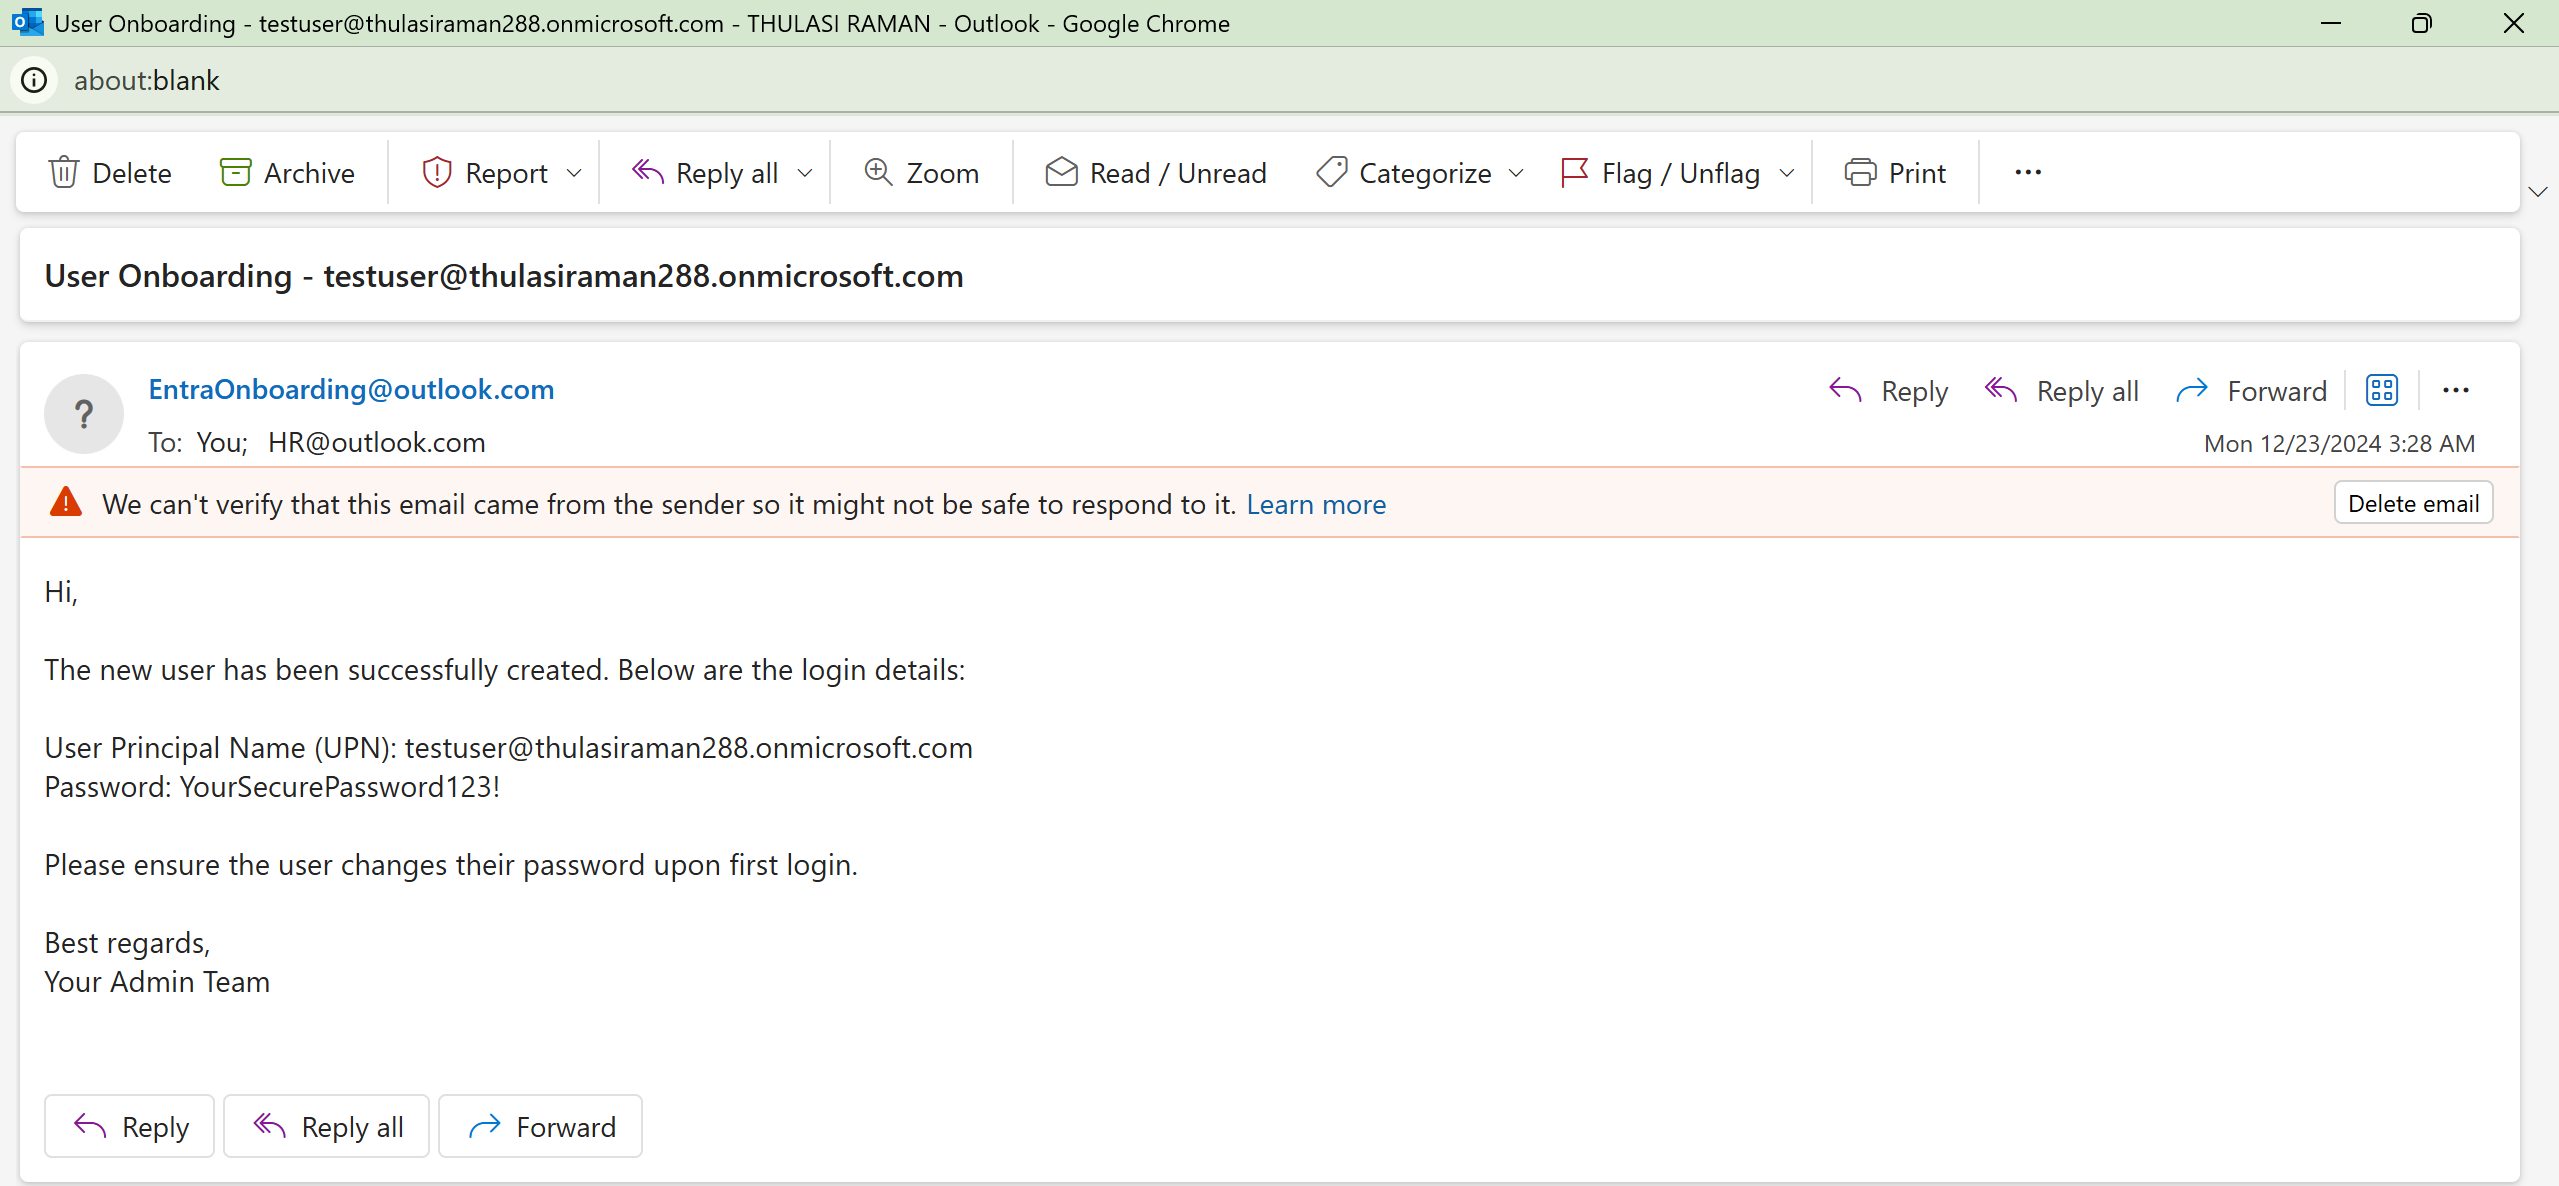 User Onboarding - testuser@thulasiraman288.onmicrosoft.com - THULASI RAMAN - Outlook - Google Chrome
about:blank
Delete Archive Report Reply all Zoom Read / Unread Categorize Flag / Unflag Print
User Onboarding - testuser@thulasiraman288.onmicrosoft.com
?
EntraOnboarding@outlook.com
Reply Reply all Forward
To: You; HR@outlook.com
Mon 12/23/2024 3:28 AM
We can't verify that this email came from the sender so it might not be safe to respond to it. Learn more
Delete email
Hi,
The new user has been successfully created. Below are the login details:
User Principal Name (UPN): testuser@thulasiraman288.onmicrosoft.com
Password: YourSecurePassword123!
Please ensure the user changes their password upon first login.
Best regards,
Your Admin Team
Reply Reply all Forward